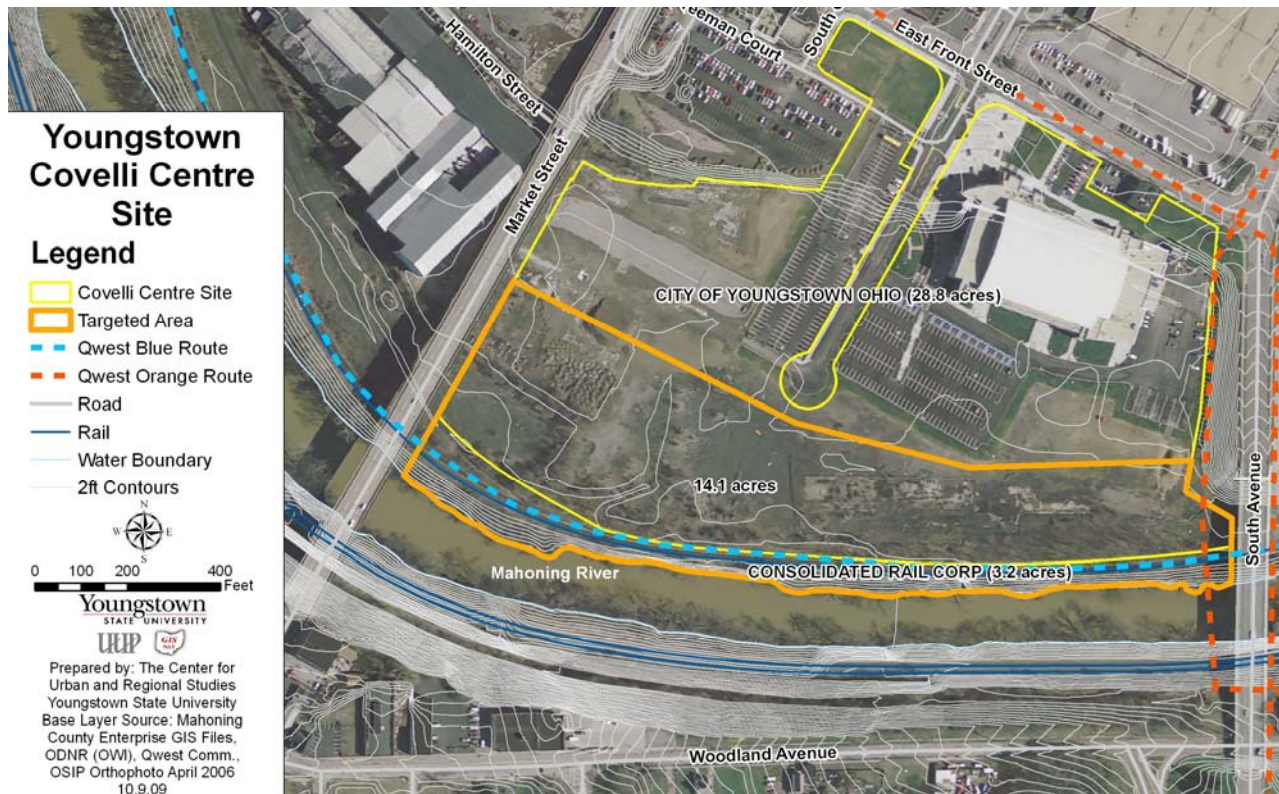 Youngstown
Covelli Centre
Site
Legend
Covelli Centre Site
Targeted Area
Qwest Blue Route
Qwest Orange Route
Road
Rail
Water Boundary
2ft Contours
N
W E
S
0 100 200 400
Feet
Youngstown
STATE UNIVERSITY
GIS
Prepared by: The Center for
Urban and Regional Studies
Youngstown State University
Base Layer Source: Mahoning
County Enterprise GIS Files,
ODNR (OWI), Qwest Comm.,
OSIP Orthophoto April 2006
10.9.09
Hamilton Street
Court
South
East Front Street
Market Street
CITY OF YOUNGSTOWN OHIO (28.8 acres)
14.1 acres
Mahoning River
CONSOLIDATED RAIL CORP (3.2 acres)
South Avenue
Woodland Avenue